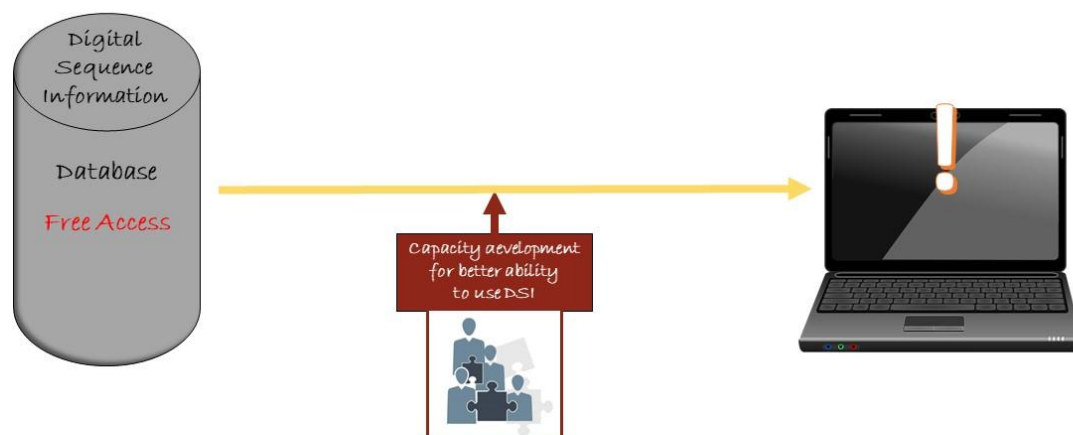 Digital
Sequence
Information
Database
Free Access
Capacity aevelopment
for better ability
to use DSI
!